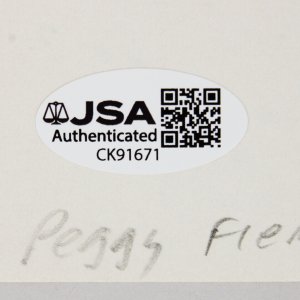 JSA
Authenticated
CK91671
Peggy